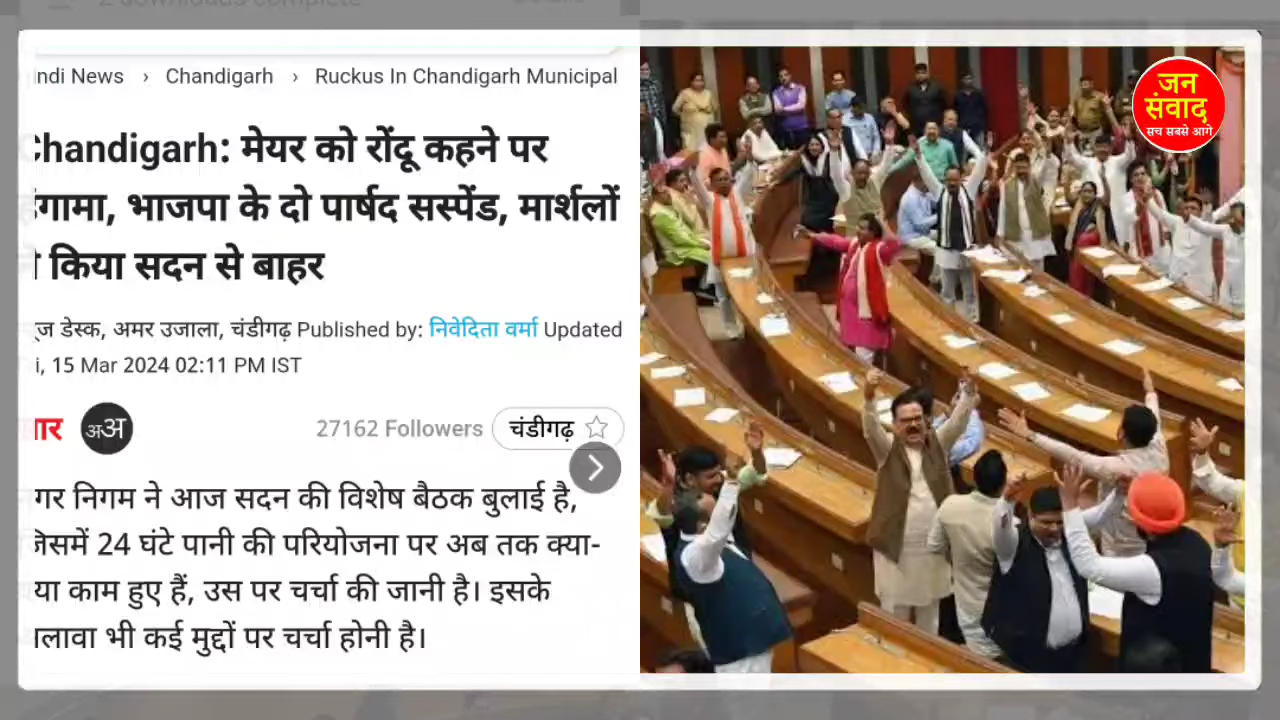 2 downloads complete
ndi News › Chandigarh › Ruckus In Chandigarh Municipal
Chandigarh: मेयर को रोंदू कहने पर
हंगामा, भाजपा के दो पार्षद सस्पेंड, मार्शलों
किया सदन से बाहर
डेस्क, अमर उजाला, चंडीगढ़ Published by: निवेदिता वर्मा Updated
i, 15 Mar 2024 02:11 PM IST
अ अ
27162 Followers
चंडीगढ़
गर निगम ने आज सदन की विशेष बैठक बुलाई है,
जिसमें 24 घंटे पानी की परियोजना पर अब तक क्या-
या काम हुए हैं, उस पर चर्चा की जानी है। इसके
लावा भी कई मुद्दों पर चर्चा होनी है।
जन
संवाद
सच सबसे आगे